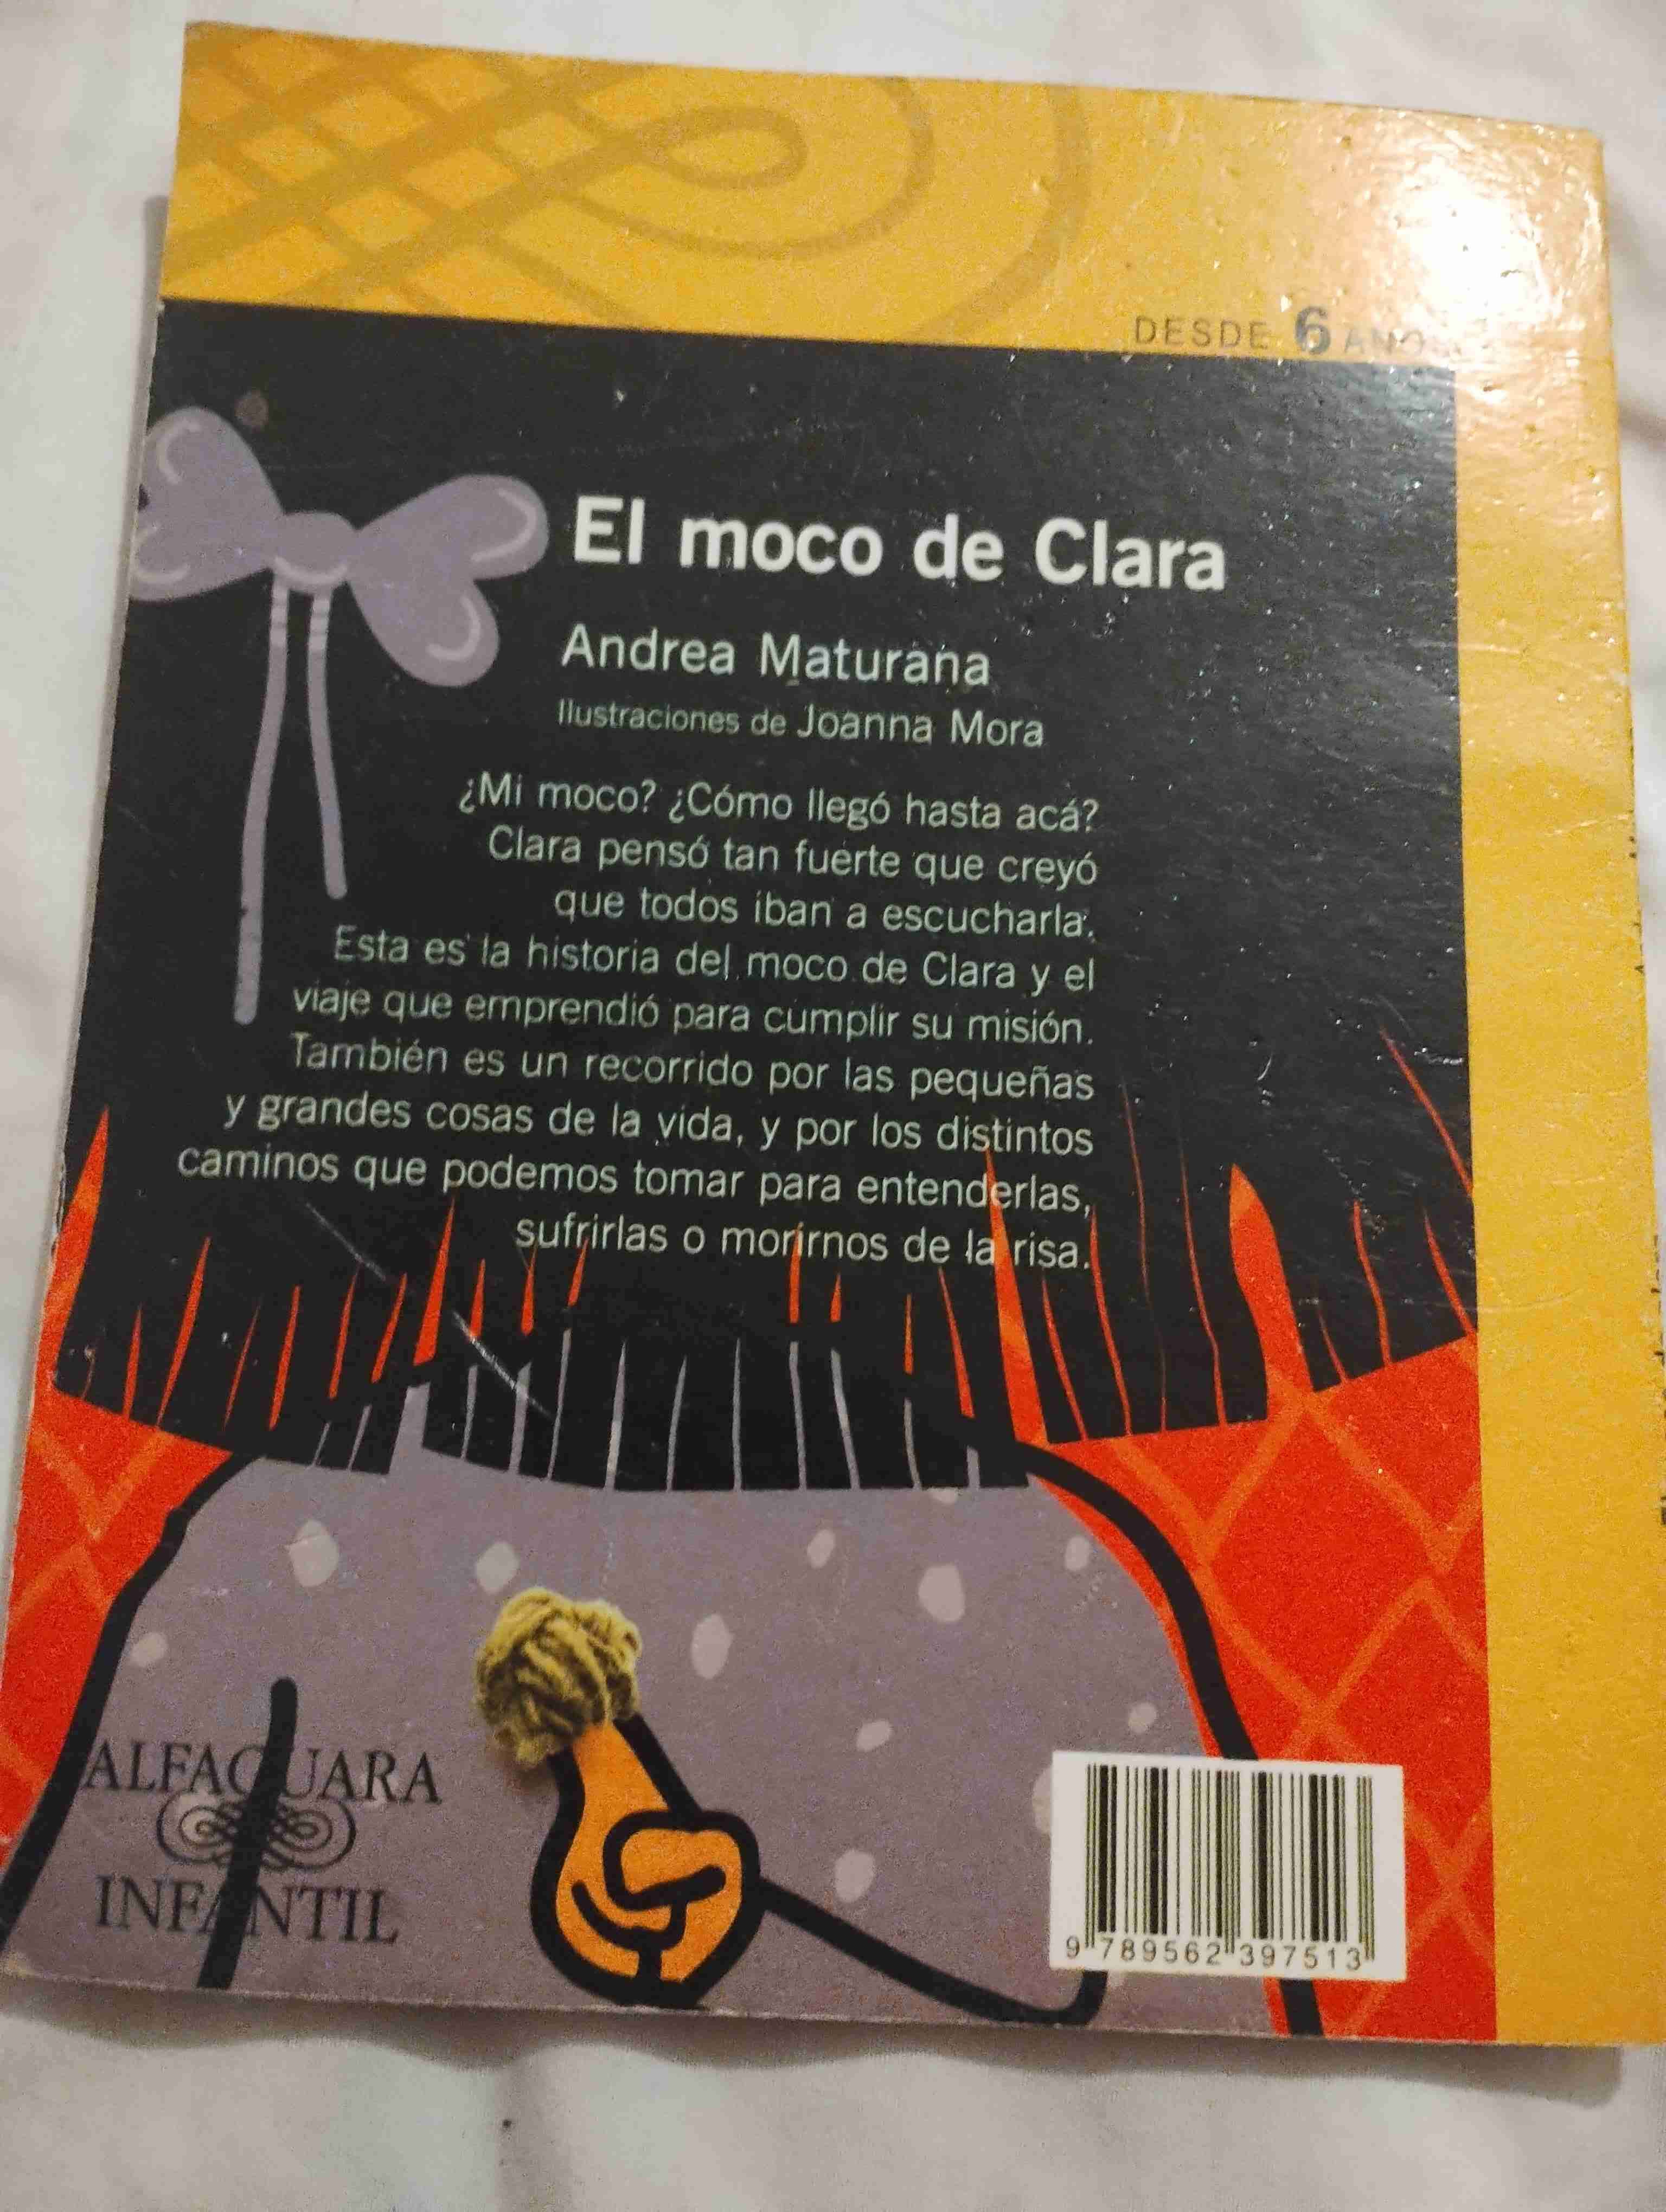 DESDE 6 AÑOS
El moco de Clara
Andrea Maturana
Ilustraciones de Joanna Mora
¿Mi moco? ¿Cómo llegó hasta acá?
Clara pensó tan fuerte que creyó
que todos iban a escucharla.
Esta es la historia del moco de Clara y el
viaje que emprendió para cumplir su misión.
También es un recorrido por las pequeñas
y grandes cosas de la vida, y por los distintos
caminos que podemos tomar para entenderlas,
sufrirlas o morirnos de la risa.
ALFAGUARA
INFANTIL
9 789562 397513